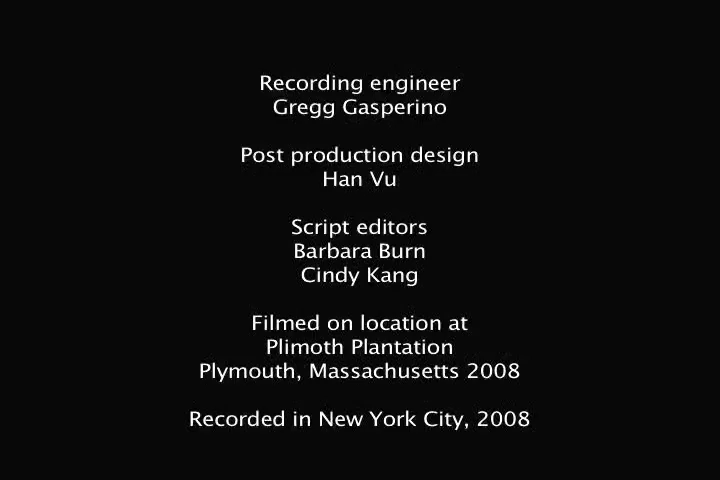 Recording engineer
Gregg Gasperino
Post production design
Han Vu
Script editors
Barbara Burn
Cindy Kang
Filmed on location at
Plimoth Plantation
Plymouth, Massachusetts 2008
Recorded in New York City, 2008